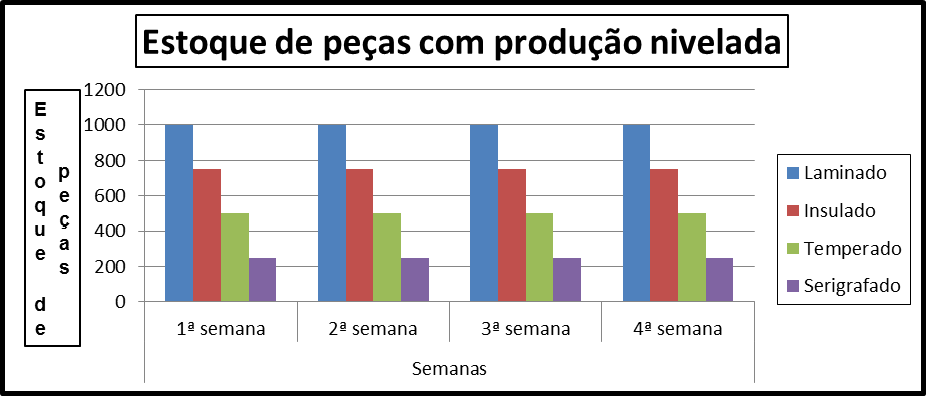 Estoque de peças com produção nivelada
Estoque de
peças
1200
1000
800
600
400
200
0
1ª semana
2ª semana
3ª semana
4ª semana
Semanas
Laminado
Insulado
Temperado
Serigrafado